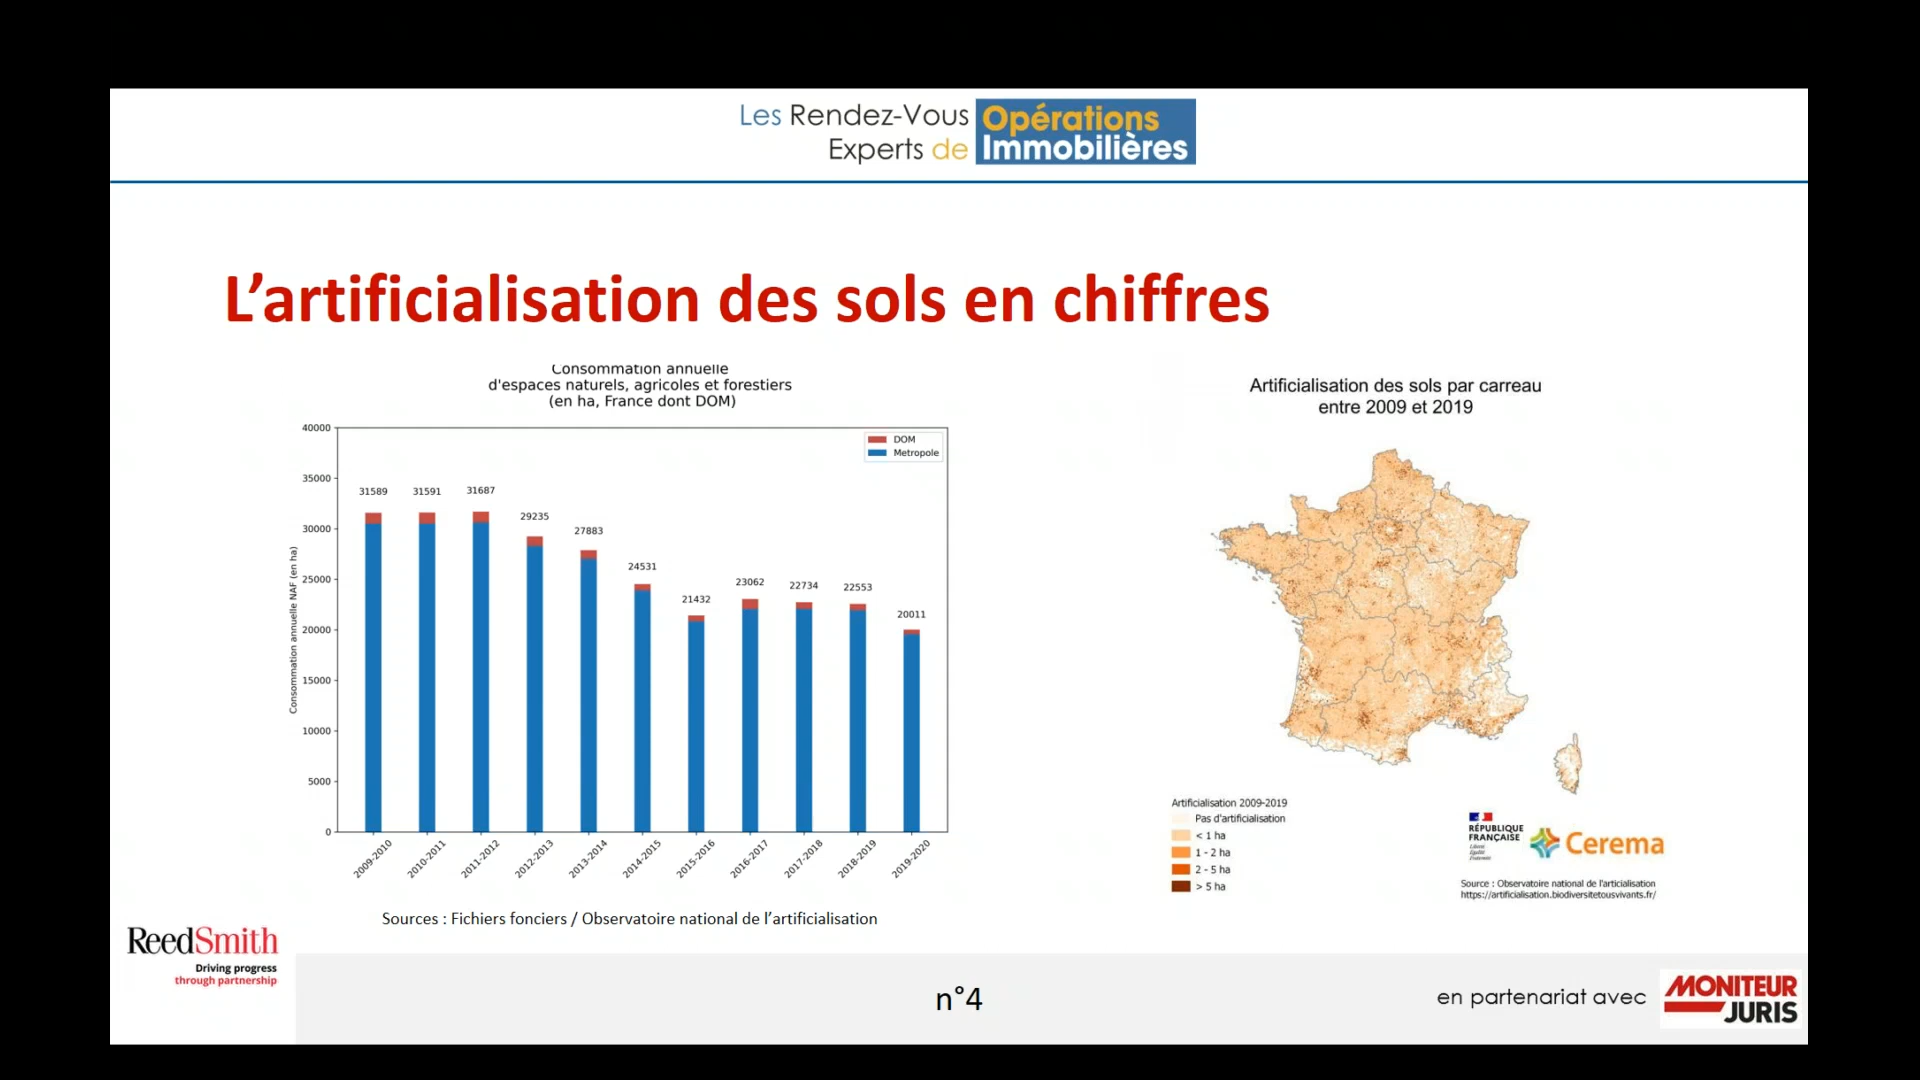 Les Rendez-Vous
Experts de
Opérations
Immobilières
L’artificialisation des sols en chiffres
Consommation annuelle
d'espaces naturels, agricoles et forestiers
(en ha, France dont DOM)
Consommation annuelle NAF (en ha)
40000
35000
30000
25000
20000
15000
10000
5000
0
DOM
Metropole
31589
31591
31687
29235
27883
24531
21432
23062
22734
22553
20011
2009-2010
2010-2011
2011-2012
2012-2013
2013-2014
2014-2015
2015-2016
2016-2017
2017-2018
2018-2019
2019-2020
Sources : Fichiers fonciers / Observatoire national de l’artificialisation
Artificialisation des sols par carreau
entre 2009 et 2019
Artificialisation 2009-2019
Pas d'artificialisation
< 1 ha
1 - 2 ha
2 - 5 ha
> 5 ha
RÉPUBLIQUE
FRANÇAISE
Liberté
Égalité
Fraternité
Cerema
Source : Observatoire national de l'articialisation
https://artificialisation.biodiversitetousvivants.fr/
ReedSmith
Driving progress
through partnership
n°4
en partenariat avec
MONITEUR
JURIS